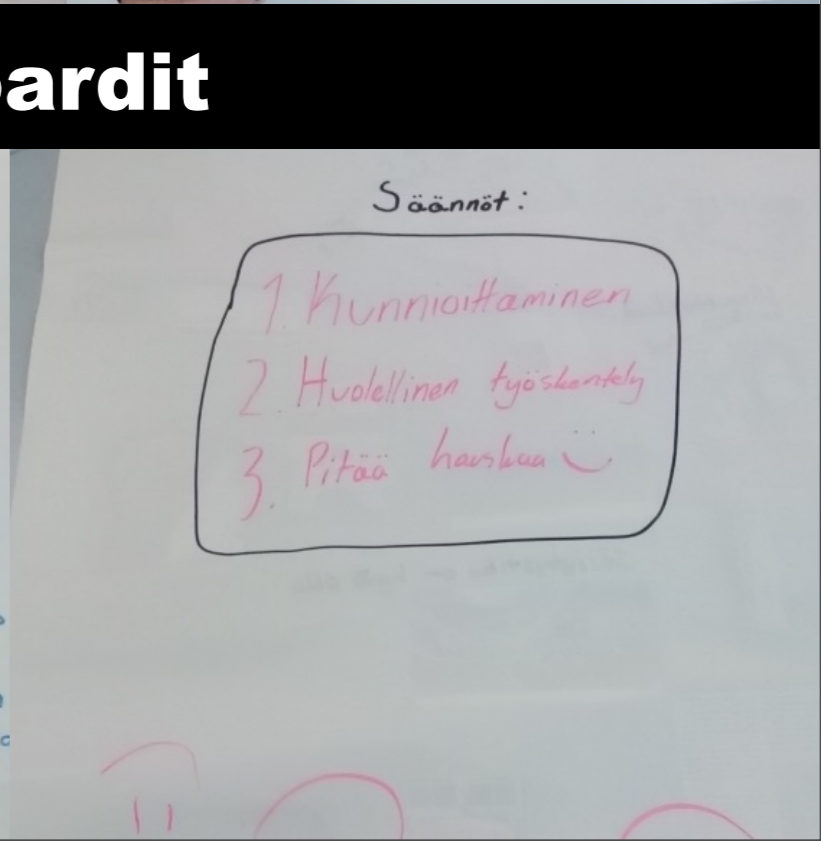 ardit
Säännöt:
1. Kunnioittaminen
2. Huolellinen työskentely
3. Pitää hauskaa